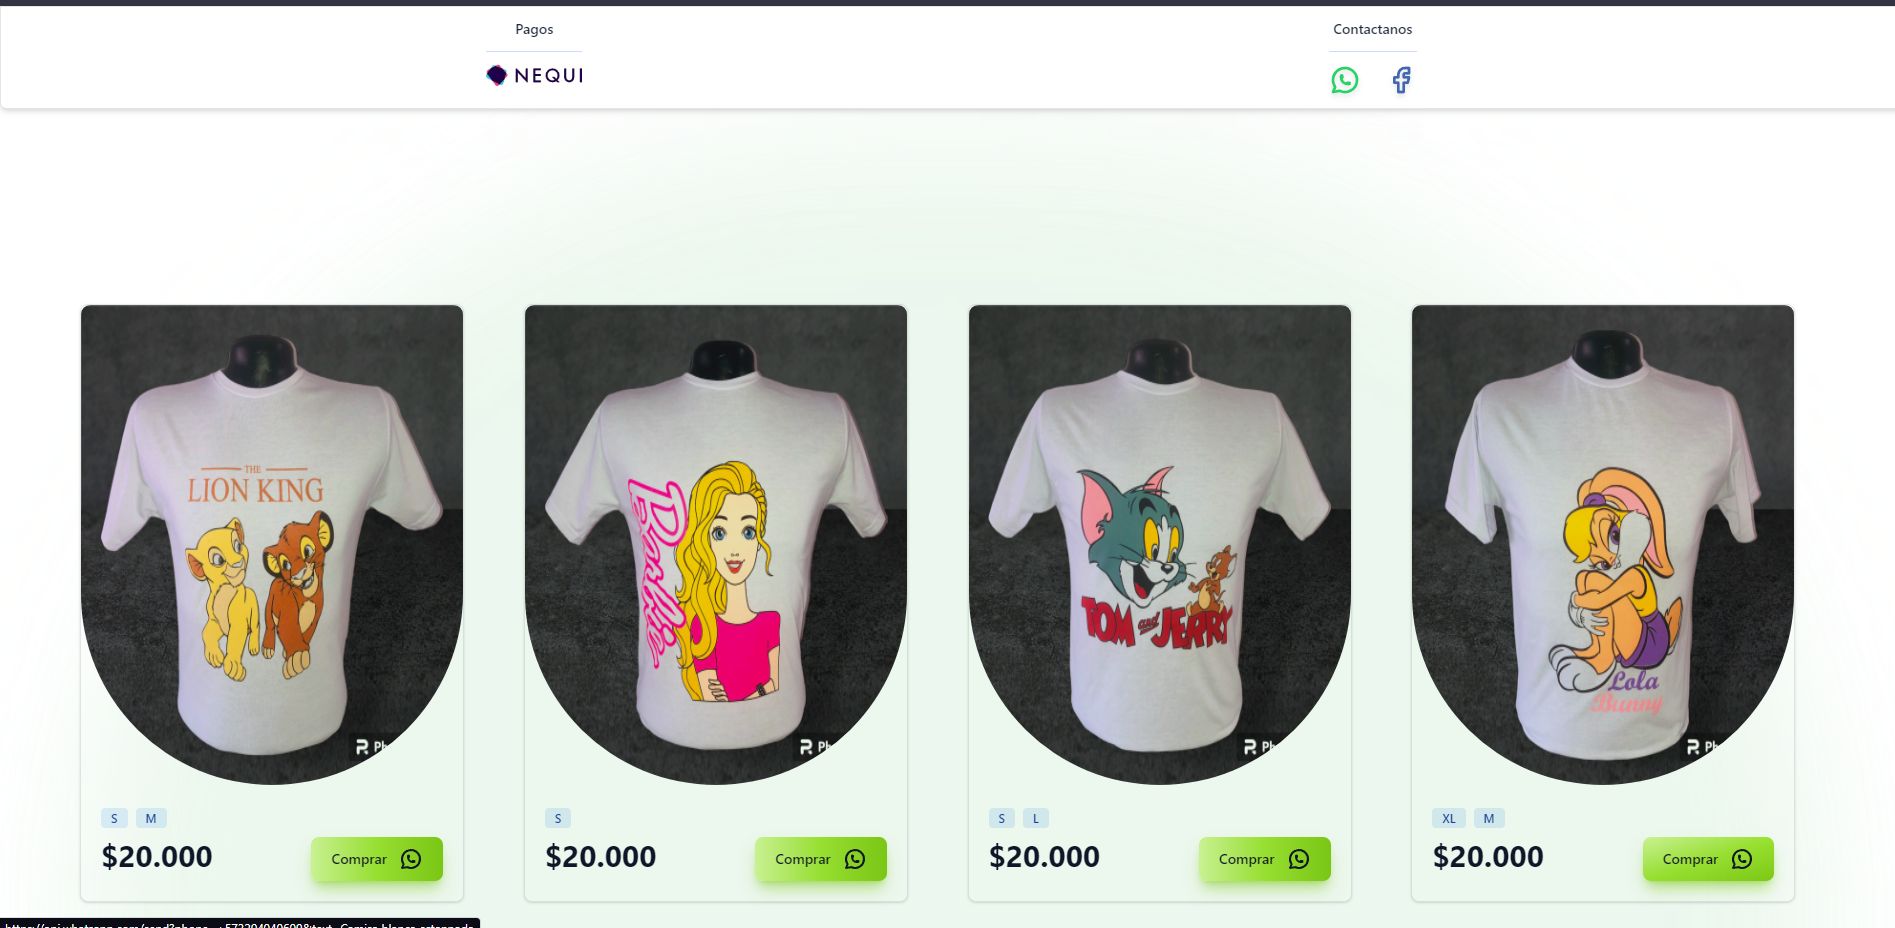 Pagos
Contactanos
NEQUI
THE
LION KING
Barbie
TOM and JERRY
Lola
Bunny
S M
$20.000
Comprar
S
$20.000
Comprar
S L
$20.000
Comprar
XL M
$20.000
Comprar